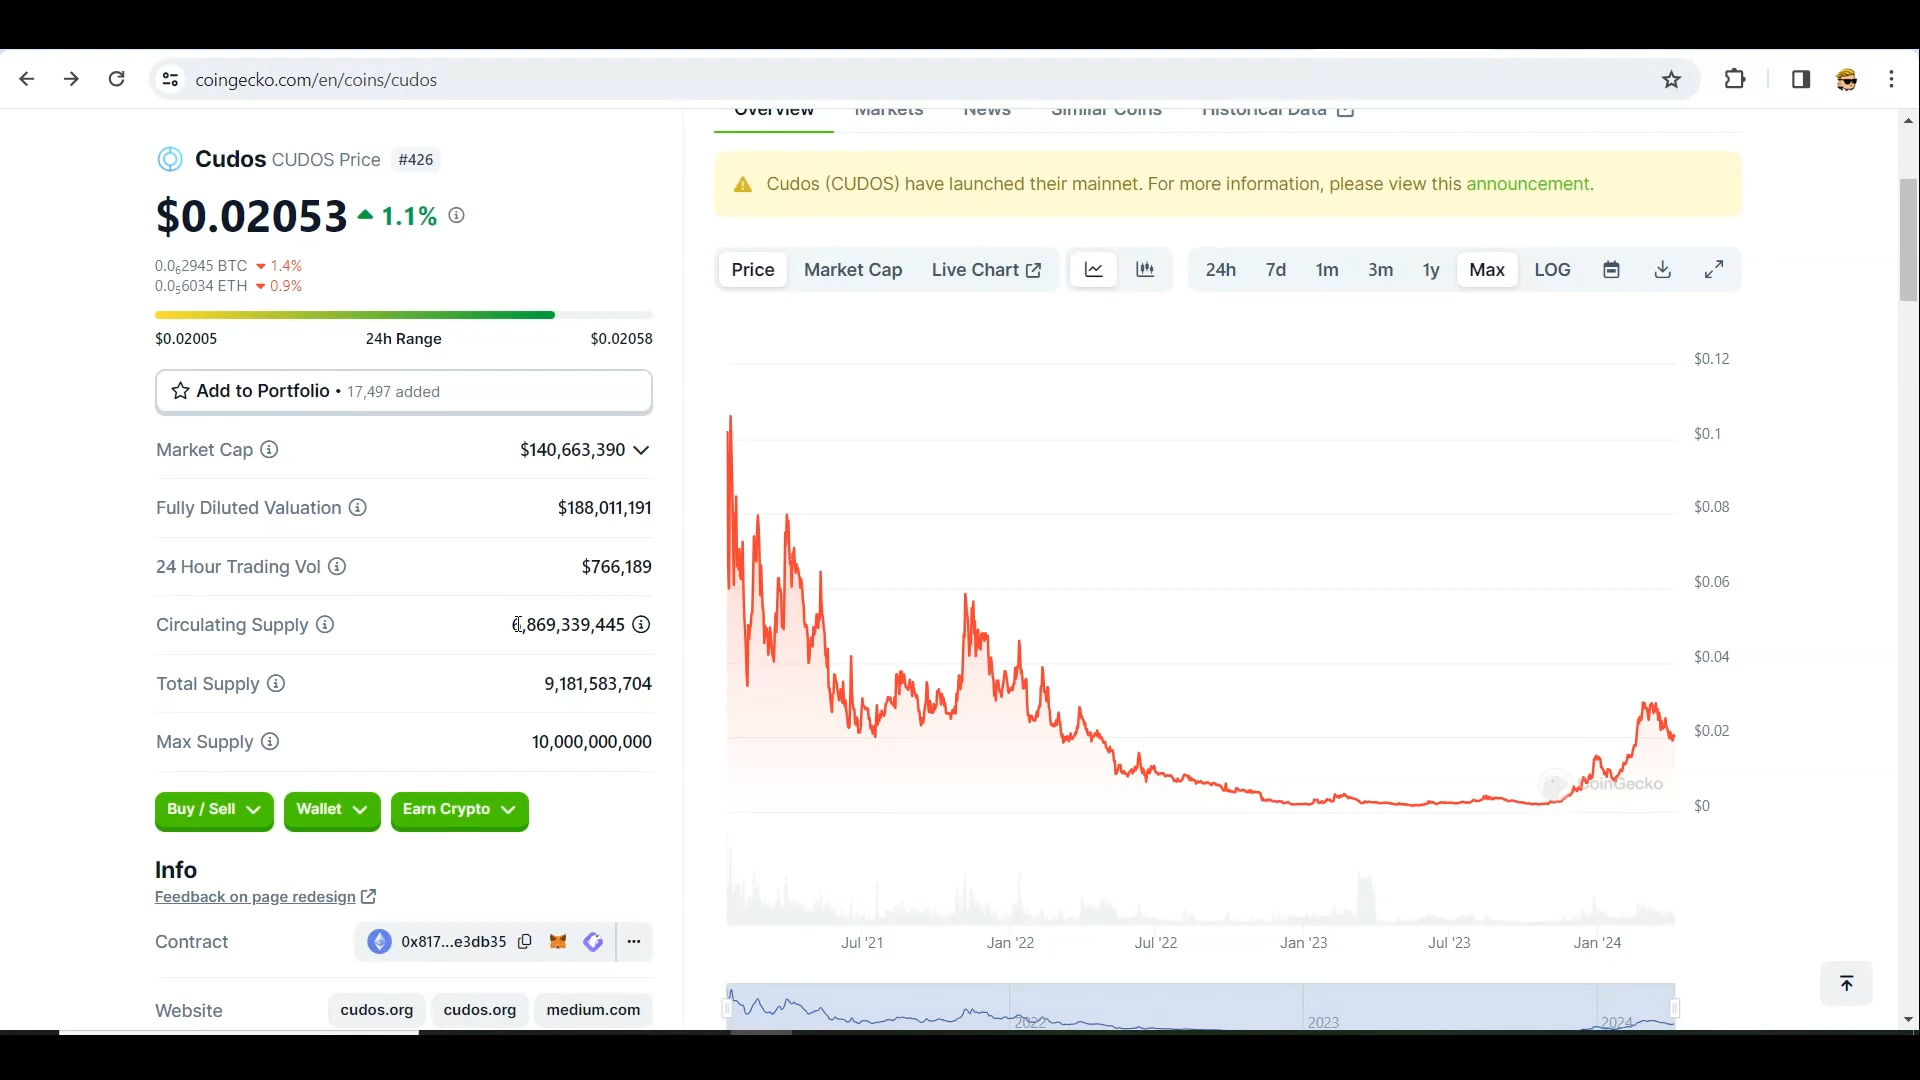 coingecko.com/en/coins/cudos
Overview Markets News Similar Coins Historical Data
Cudos CUDOS Price #426
$0.02053 1.1%
0.0₆2945 BTC 1.4%
0.0₅6034 ETH 0.9%
$0.02005 24h Range $0.02058
Add to Portfolio • 17,497 added
Market Cap $140,663,390
Fully Diluted Valuation $188,011,191
24 Hour Trading Vol $766,189
Circulating Supply 6,869,339,445
Total Supply 9,181,583,704
Max Supply 10,000,000,000
Buy / Sell Wallet Earn Crypto
Info
Feedback on page redesign
Contract 0x817...e3db35
Website cudos.org cudos.org medium.com
Cudos (CUDOS) have launched their mainnet. For more information, please view this announcement.
Price Market Cap Live Chart 24h 7d 1m 3m 1y Max LOG
$0.12
$0.1
$0.08
$0.06
$0.04
$0.02
CoinGecko
$0
Jul '21 Jan '22 Jul '22 Jan '23 Jul '23 Jan '24
2022 2023 2024